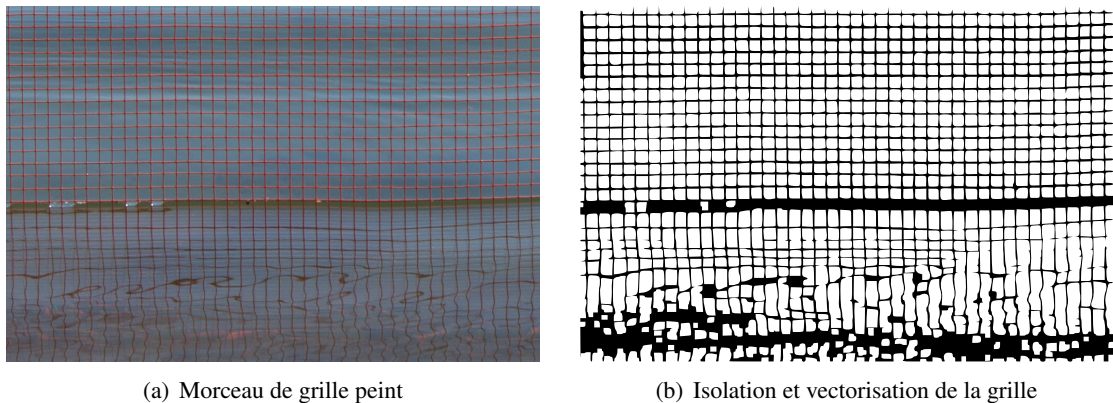 (a) Morceau de grille peint
(b) Isolation et vectorisation de la grille